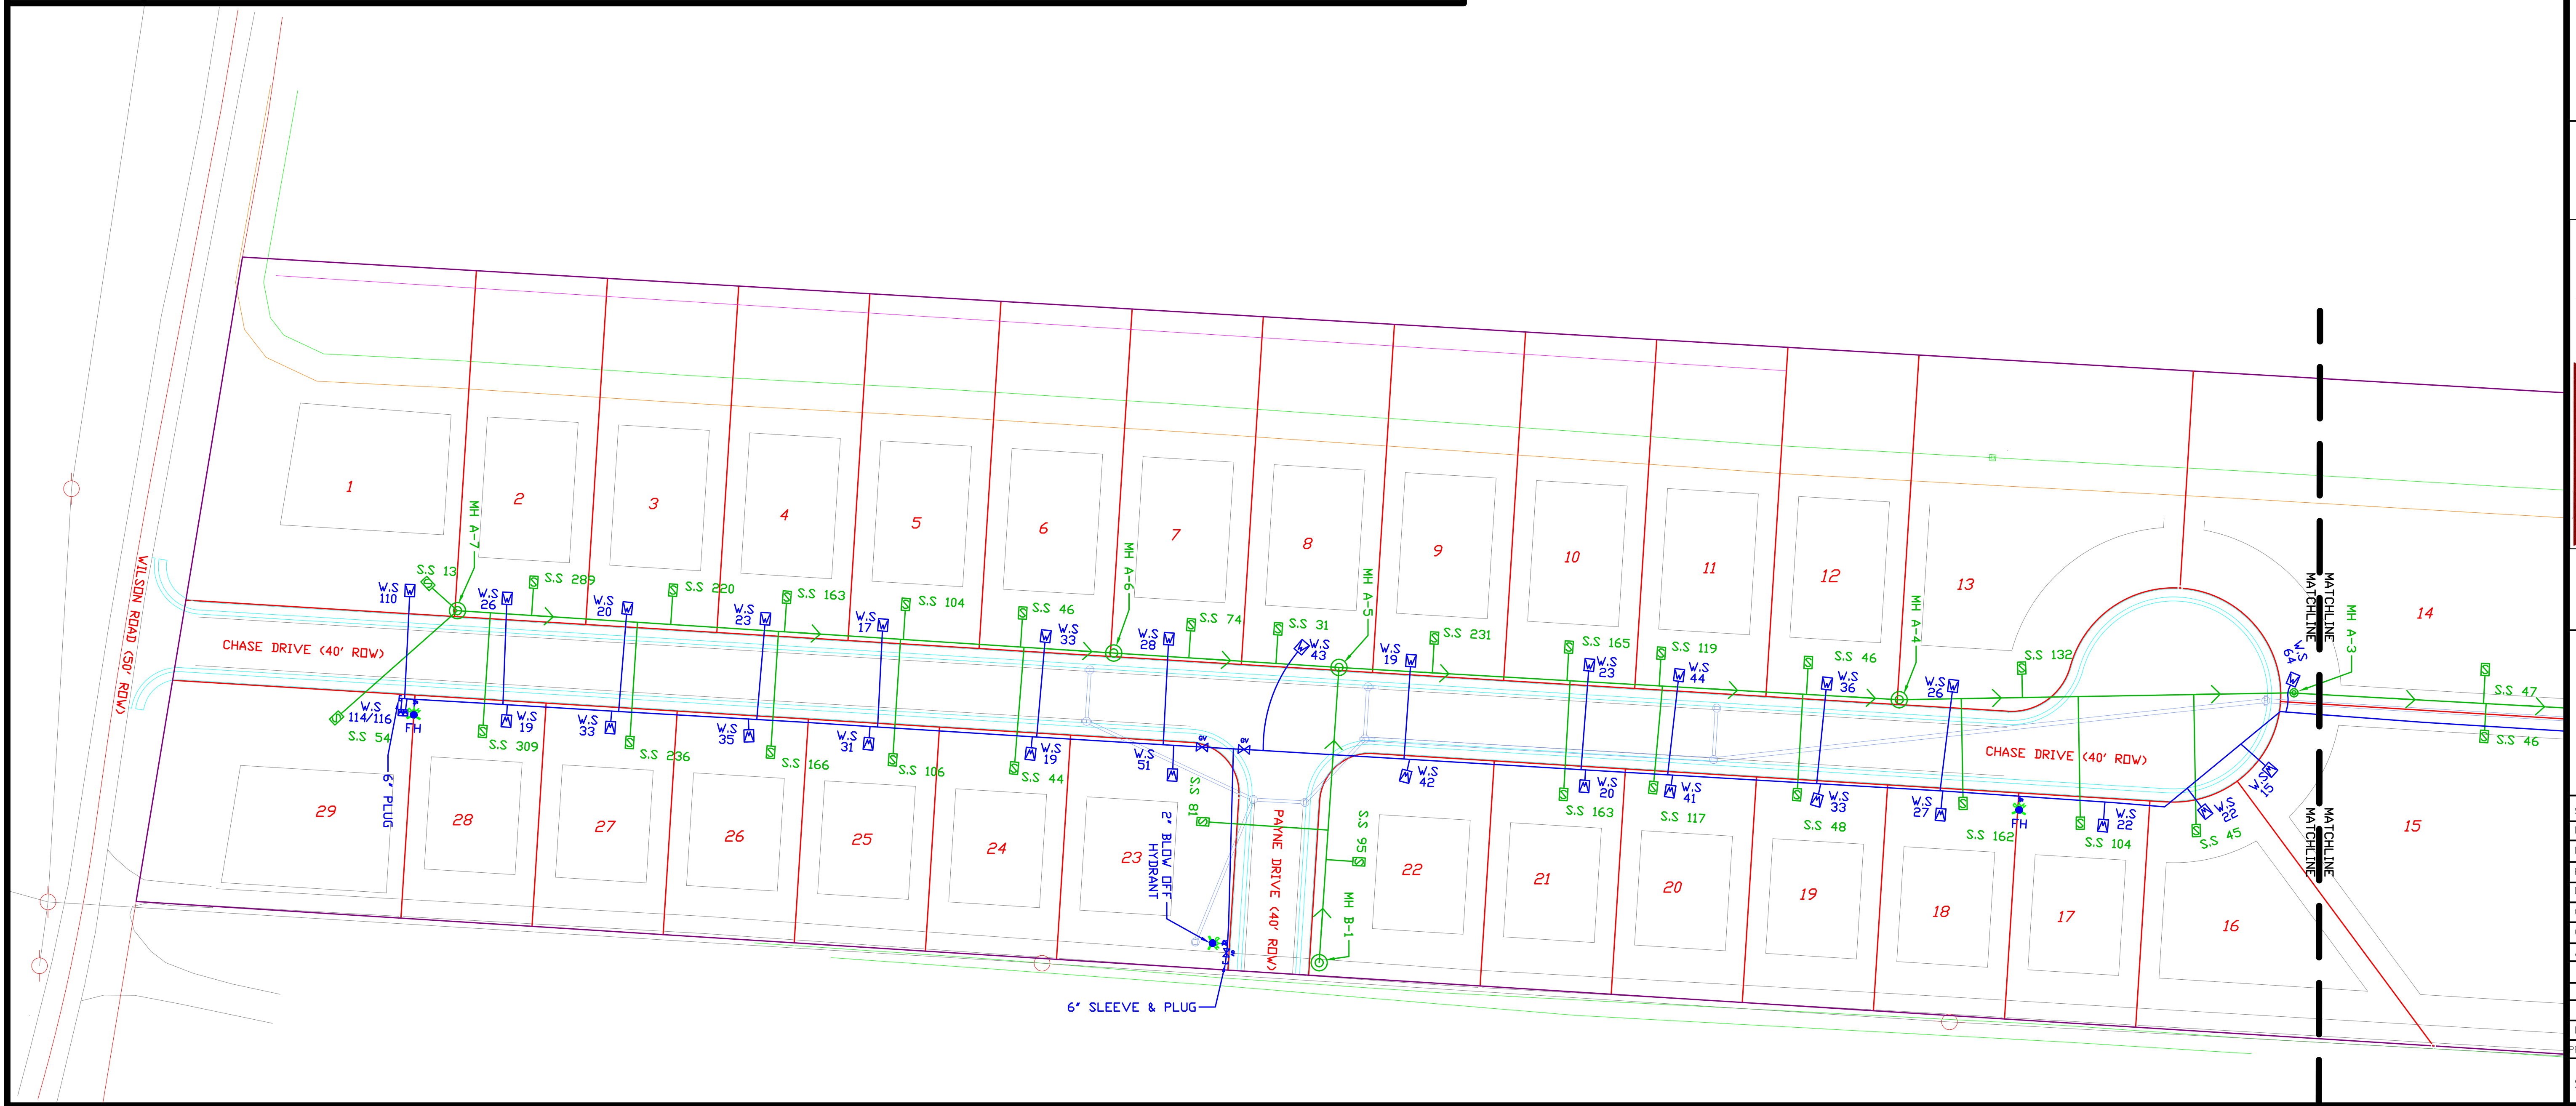 WILSON ROAD (50' ROW)
CHASE DRIVE (40' ROW)
1
2
3
4
5
6
7
8
9
10
11
12
13
14
MH A-7
MH A-6
MH A-5
MH A-4
MH A-3
MATCHLINE
MATCHLINE
S.S 13
W.S
110
W.S
26
S.S 289
W.S
20
S.S 220
W.S
23
S.S 163
W.S
17
S.S 104
S.S 46
W.S
33
W.S
28
S.S 74
S.S 31
W.S
43
W.S
19
S.S 231
S.S 165
W.S
23
S.S 119
W.S
44
S.S 46
W.S
36
W.S
26
S.S 132
W.S
64
S.S 47
W.S
114/116
S.S 54
FH
6" PLUG
W.S
19
S.S 309
W.S
33
S.S 236
W.S
35
S.S 166
W.S
31
S.S 106
W.S
19
S.S 44
W.S
51
S.S 81
2" BLOW OFF
HYDRANT
6" SLEEVE & PLUG
PAYNE DRIVE (40' ROW)
S.S 95
MH B-1
W.S
42
W.S
20
S.S 163
W.S
41
S.S 117
W.S
33
S.S 48
W.S
27
S.S 162
FH
CHASE DRIVE (40' ROW)
W.S
22
S.S 104
W.S
22
S.S 45
W.S
15
S.S 46
MATCHLINE
MATCHLINE
29
28
27
26
25
24
23
22
21
20
19
18
17
16
15